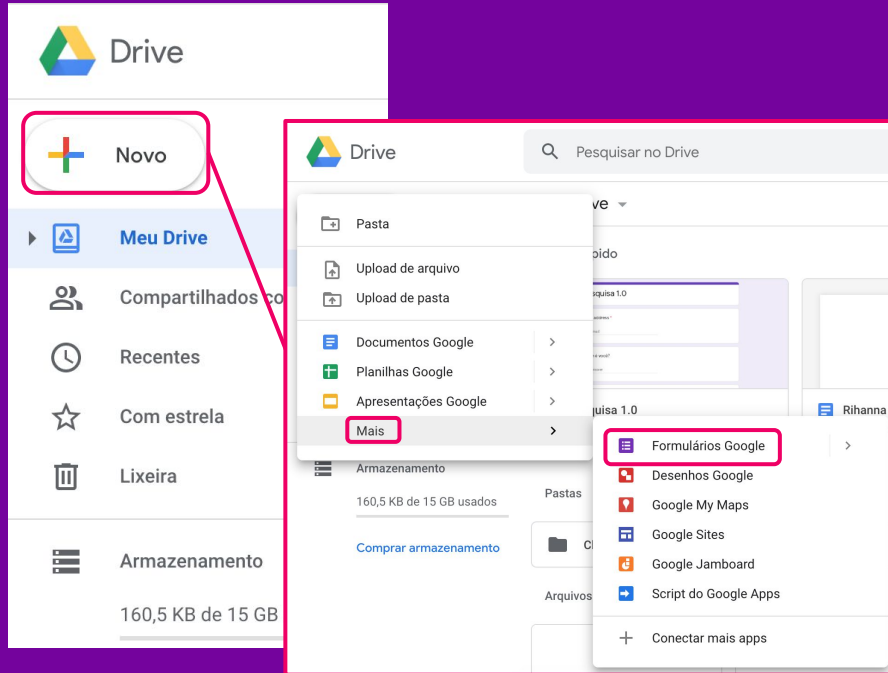 Drive
Novo
Meu Drive
Compartilhados co
Recentes
Com estrela
Lixeira
Armazenamento
160,5 KB de 15 GB
Drive
Pesquisar no Drive
ve
Pasta
Upload de arquivo
Upload de pasta
Documentos Google
Planilhas Google
Apresentações Google
Mais
pido
squisa 1.0
uisa 1.0
Rihanna
Formulários Google
Desenhos Google
Google My Maps
Google Sites
Google Jamboard
Script do Google Apps
Conectar mais apps
Armazenamento
160,5 KB de 15 GB usados
Comprar armazenamento
Pastas
Arquivos